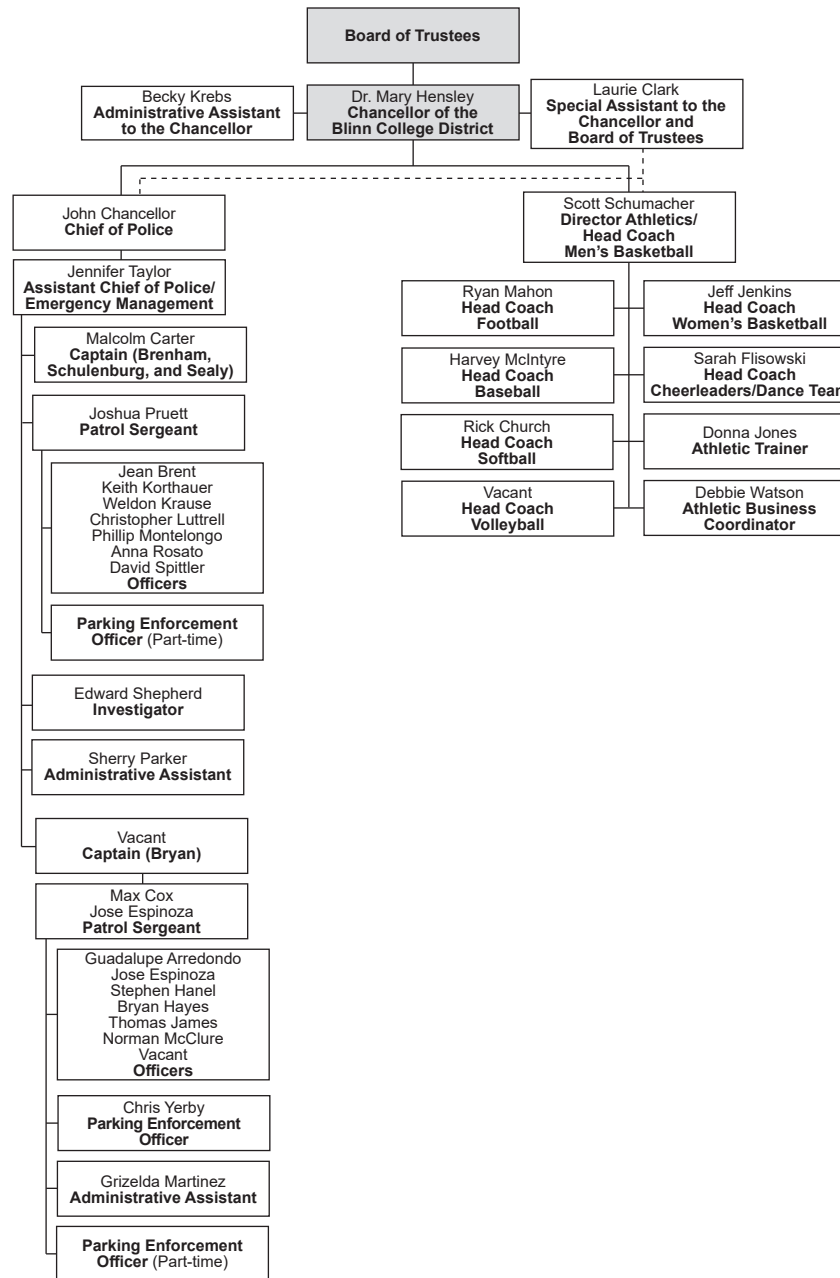 Board of Trustees
Becky Krebs
Administrative Assistant
to the Chancellor
Dr. Mary Hensley
Chancellor of the
Blinn College District
Laurie Clark
Special Assistant to the
Chancellor and
Board of Trustees
John Chancellor
Chief of Police
Jennifer Taylor
Assistant Chief of Police/
Emergency Management
Malcolm Carter
Captain (Brenham,
Schulenburg, and Sealy)
Joshua Pruett
Patrol Sergeant
Jean Brent
Keith Korthauer
Weldon Krause
Christopher Luttrell
Phillip Montelongo
Anna Rosato
David Spittler
Officers
Parking Enforcement
Officer (Part-time)
Edward Shepherd
Investigator
Sherry Parker
Administrative Assistant
Vacant
Captain (Bryan)
Max Cox
Jose Espinoza
Patrol Sergeant
Guadalupe Arredondo
Jose Espinoza
Stephen Hanel
Bryan Hayes
Thomas James
Norman McClure
Vacant
Officers
Chris Yerby
Parking Enforcement
Officer
Grizelda Martinez
Administrative Assistant
Parking Enforcement
Officer (Part-time)
Scott Schumacher
Director Athletics/
Head Coach
Men's Basketball
Ryan Mahon
Head Coach
Football
Jeff Jenkins
Head Coach
Women's Basketball
Harvey McIntyre
Head Coach
Baseball
Sarah Flisowski
Head Coach
Cheerleaders/Dance Team
Rick Church
Head Coach
Softball
Donna Jones
Athletic Trainer
Vacant
Head Coach
Volleyball
Debbie Watson
Athletic Business
Coordinator